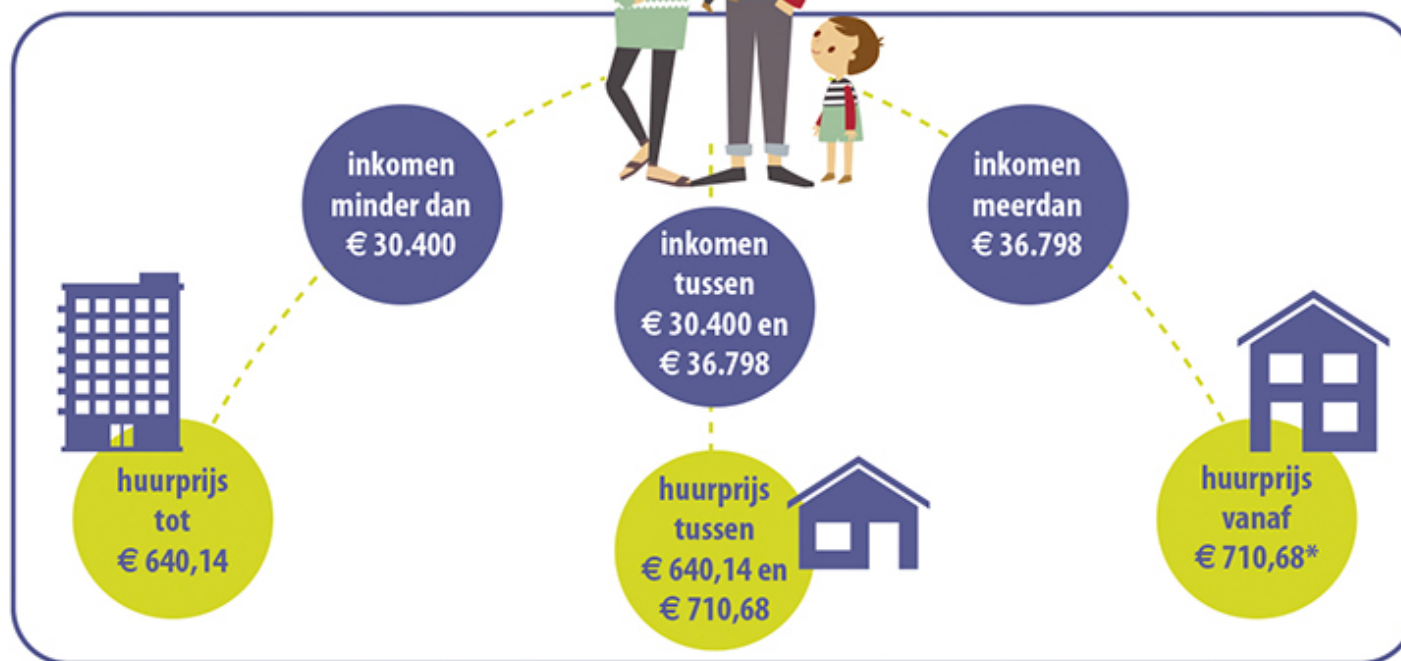 inkomen
minder dan
€ 30.400
huurprijs
tot
€ 640,14
inkomen
tussen
€ 30.400 en
€ 36.798
huurprijs
tussen
€ 640,14 en
€ 710,68
inkomen
meerdan
€ 36.798
huurprijs
vanaf
€ 710,68*